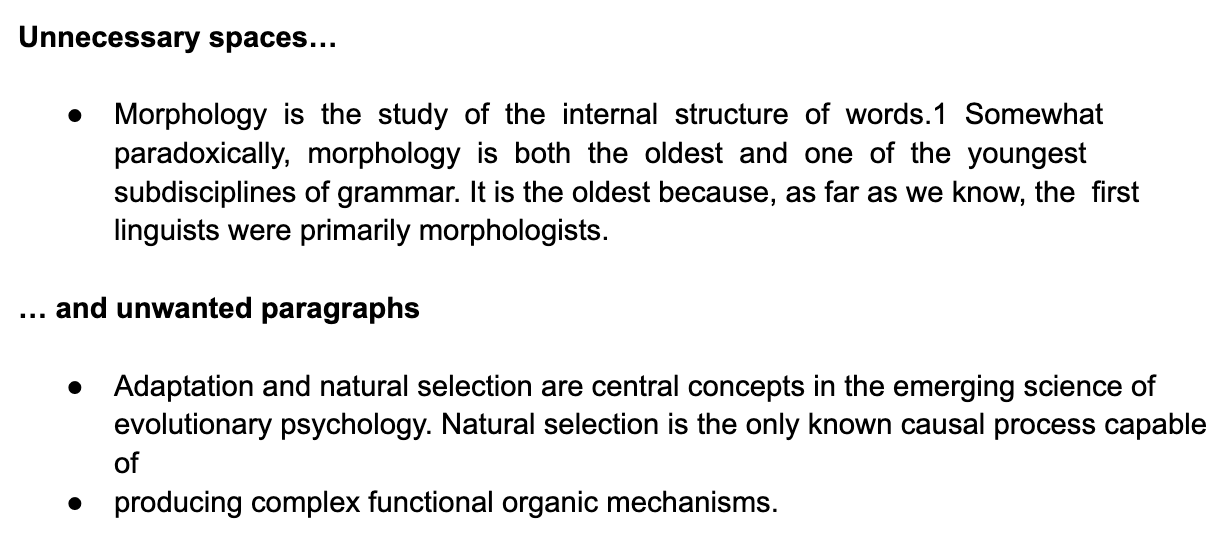 Unnecessary spaces…
● Morphology  is  the  study  of  the  internal  structure  of  words.1  Somewhat
paradoxically,  morphology  is  both  the  oldest  and  one  of  the  youngest
subdisciplines of grammar. It is the oldest because, as far as we know, the  first
linguists were primarily morphologists.
… and unwanted paragraphs
● Adaptation and natural selection are central concepts in the emerging science of
evolutionary psychology. Natural selection is the only known causal process capable
of
● producing complex functional organic mechanisms.